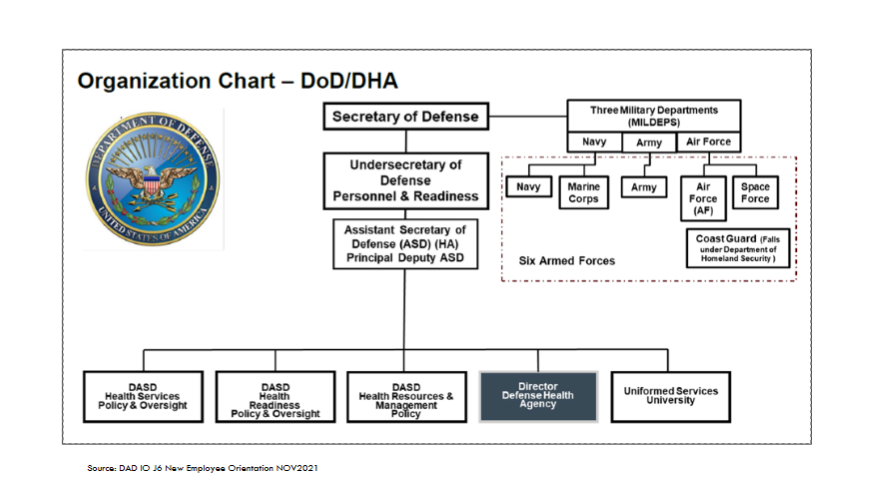 Organization Chart – DoD/DHA
DEPARTMENT OF DEFENSE
UNITED STATES OF AMERICA
Secretary of Defense
Three Military Departments
(MILDEPS)
Navy
Army
Air Force
Undersecretary of
Defense
Personnel & Readiness
Navy
Marine
Corps
Army
Air
Force
(AF)
Space
Force
Assistant Secretary of
Defense (ASD) (HA)
Principal Deputy ASD
Coast Guard (Falls
under Department of
Homeland Security )
Six Armed Forces
DASD
Health Services
Policy & Oversight
DASD
Health
Readiness
Policy & Oversight
DASD
Health Resources &
Management
Policy
Director
Defense Health
Agency
Uniformed Services
University
Source: DAD IO J6 New Employee Orientation NOV2021